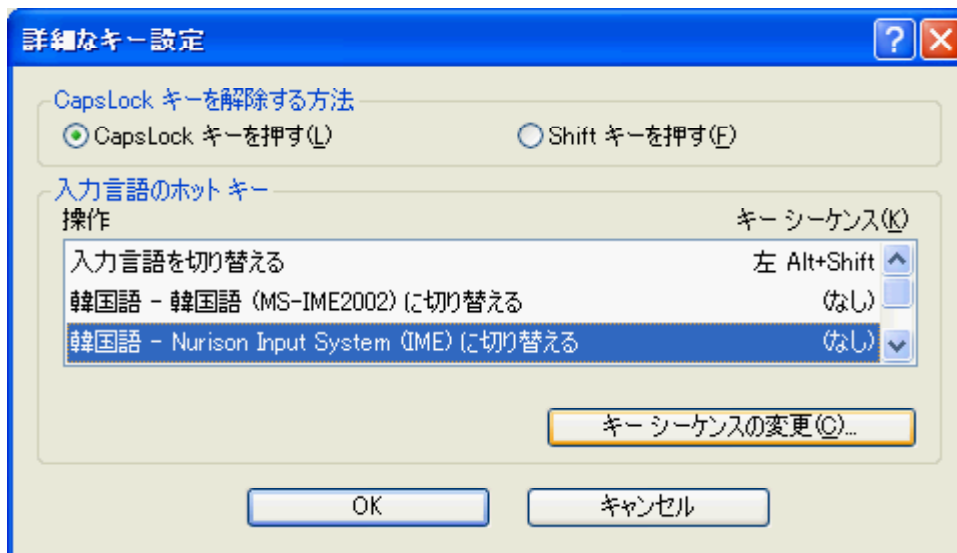 詳細なキー設定
CapsLock キーを解除する方法
CapsLock キーを押す(L)
Shift キーを押す(F)
入力言語のホット キー
操作 キー シーケンス(K)
入力言語を切り替える 左 Alt+Shift
韓国語 - 韓国語 (MS-IME2002) に切り替える (なし)
韓国語 - Nurison Input System (IME) に切り替える (なし)
キー シーケンスの変更(C)...
OK キャンセル